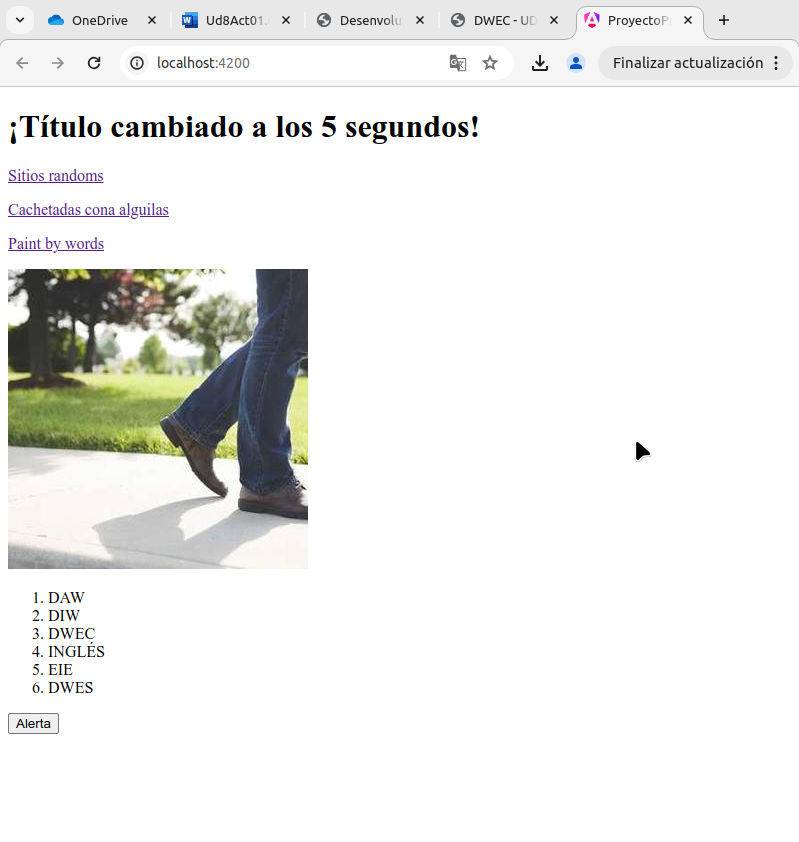 OneDrive
Ud8Act01.
Desenvolu
DWEC - UD
ProyectoP
localhost:4200
Finalizar actualización
¡Título cambiado a los 5 segundos!
Sitios randoms
Cachetadas cona alguilas
Paint by words
1. DAW
2. DIW
3. DWEC
4. INGLÉS
5. EIE
6. DWES
Alerta